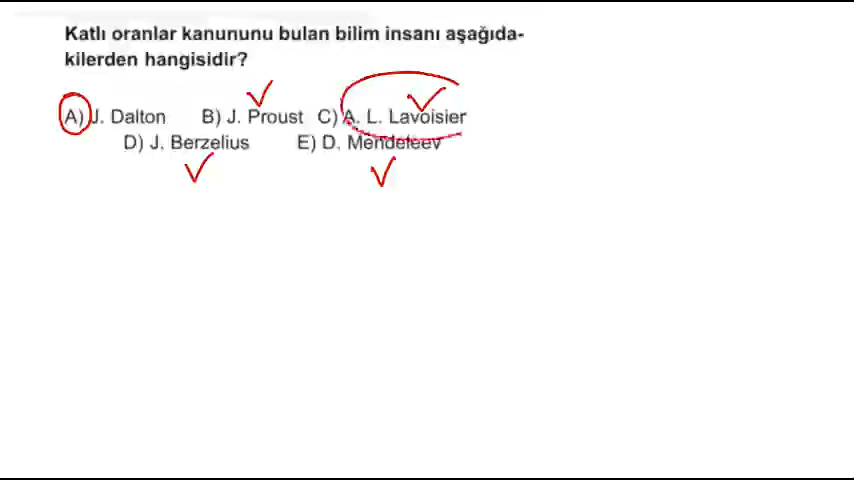 Katlı oranlar kanununu bulan bilim insanı aşağıda-
kilerden hangisidir?
A) J. Dalton B) J. Proust C) A. L. Lavoisier
D) J. Berzelius E) D. Mendeleev